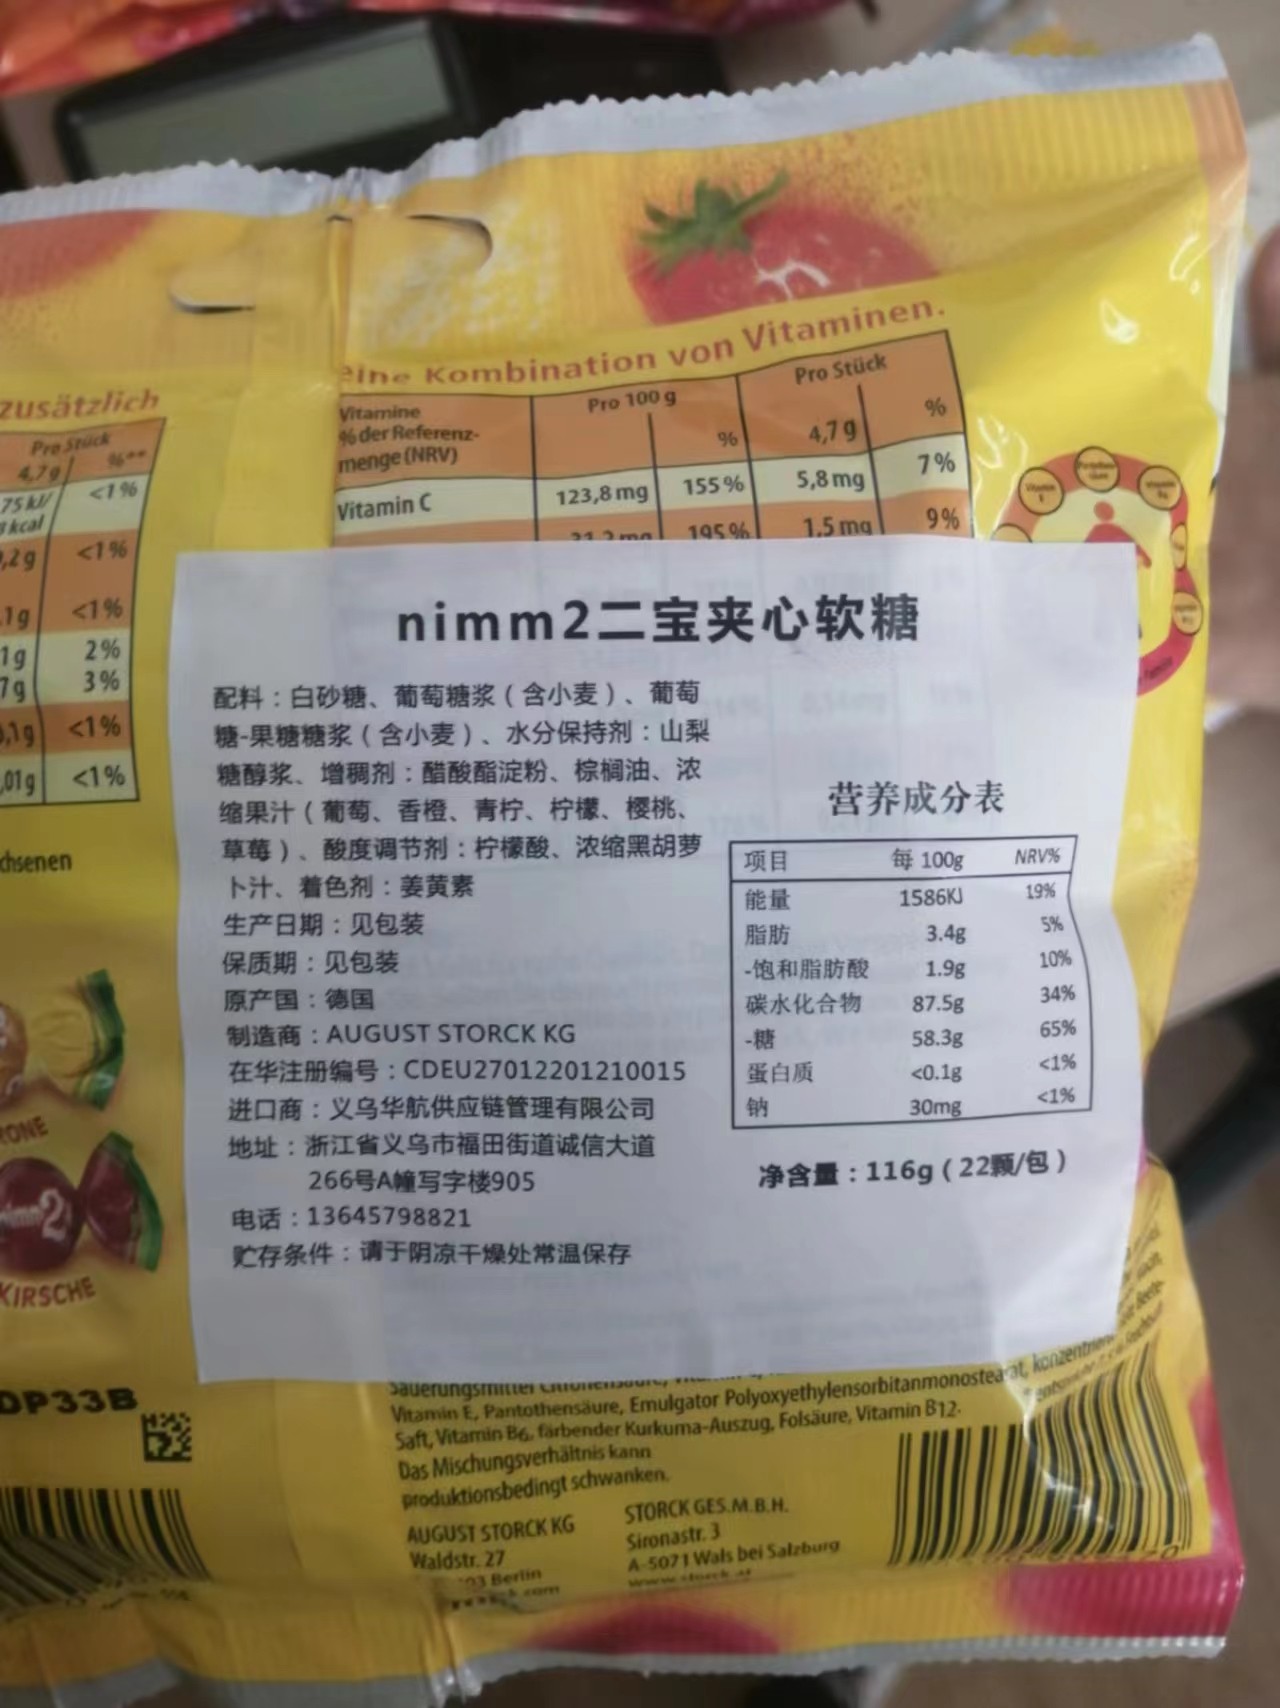 eine Kombination von Vitaminen.
zusätzlich
Pro Stück
4,7g %**
75 kJ/ <1%
kcal
,2g <1%
1g <1%
1g 2%
7g 3%
0,1g <1%
,01g <1%
chsenen
Vitamine
% der Referenz-
menge (NRV)
Pro 100 g
%
Pro Stück
4,7 g
%
Vitamin C 123,8 mg 155 % 5,8 mg 7%
195 % 1,5 mg 9%
nimm2二宝夹心软糖
配料：白砂糖、葡萄糖浆（含小麦）、葡萄
糖-果糖糖浆（含小麦）、水分保持剂：山梨
糖醇浆、增稠剂：醋酸酯淀粉、棕榈油、浓
缩果汁（葡萄、香橙、青柠、柠檬、樱桃、
草莓）、酸度调节剂：柠檬酸、浓缩黑胡萝
卜汁、着色剂：姜黄素
生产日期：见包装
保质期：见包装
原产国：德国
制造商：AUGUST STORCK KG
在华注册编号：CDEU27012201210015
进口商：义乌华航供应链管理有限公司
地址：浙江省义乌市福田街道诚信大道
266号A幢写字楼905
电话：13645798821
贮存条件：请于阴凉干燥处常温保存
营养成分表
项目 每 100g NRV%
能量 1586KJ 19%
脂肪 3.4g 5%
-饱和脂肪酸 1.9g 10%
碳水化合物 87.5g 34%
-糖 58.3g 65%
蛋白质 <0.1g <1%
钠 30mg <1%
净含量：116g（22颗/包）
RONE
nimm2
KIRSCHE
DP33B
Säuerungsmittel Citronensäure,
Vitamin E, Pantothensäure, Emulgator Polyoxyethylensorbitanmonostearat, konzentrier
Saft, Vitamin B6, färbender Kurkuma-Auszug, Folsäure, Vitamin B12.
Das Mischungsverhältnis kann
produktionsbedingt schwanken.
AUGUST STORCK KG
Waldstr. 27
03 Berlin
STORCK GES.M.B.H.
Sironastr. 3
A-5071 Wals bei Salzburg